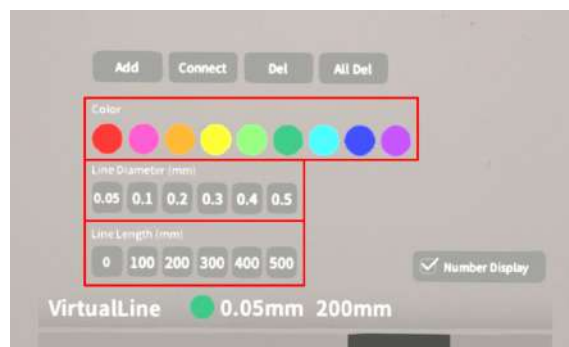 Add Connect Del All Del
Color
Line Diameter (mm)
0.05 0.1 0.2 0.3 0.4 0.5
Line Length (mm)
0 100 200 300 400 500
Number Display
VirtualLine 0.05mm 200mm